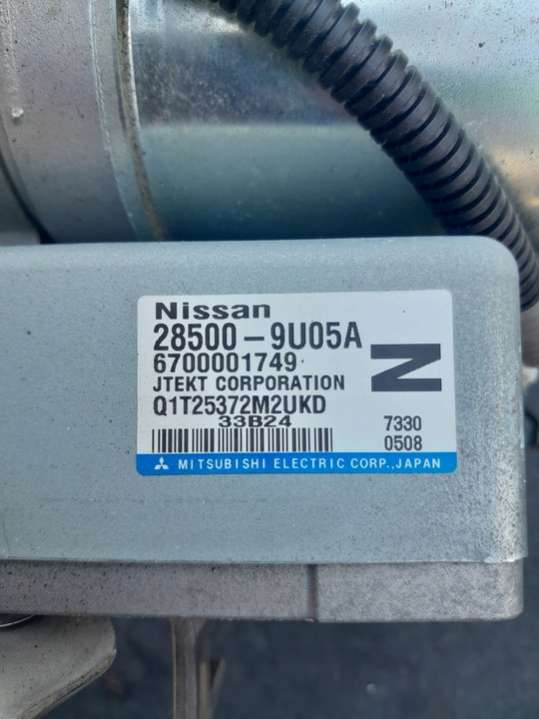 Nissan
28500-9U05A
6700001749
JTEKT CORPORATION
N
Q1T25372M2UKD
33B24
7330
0508
MITSUBISHI ELECTRIC CORP., JAPAN